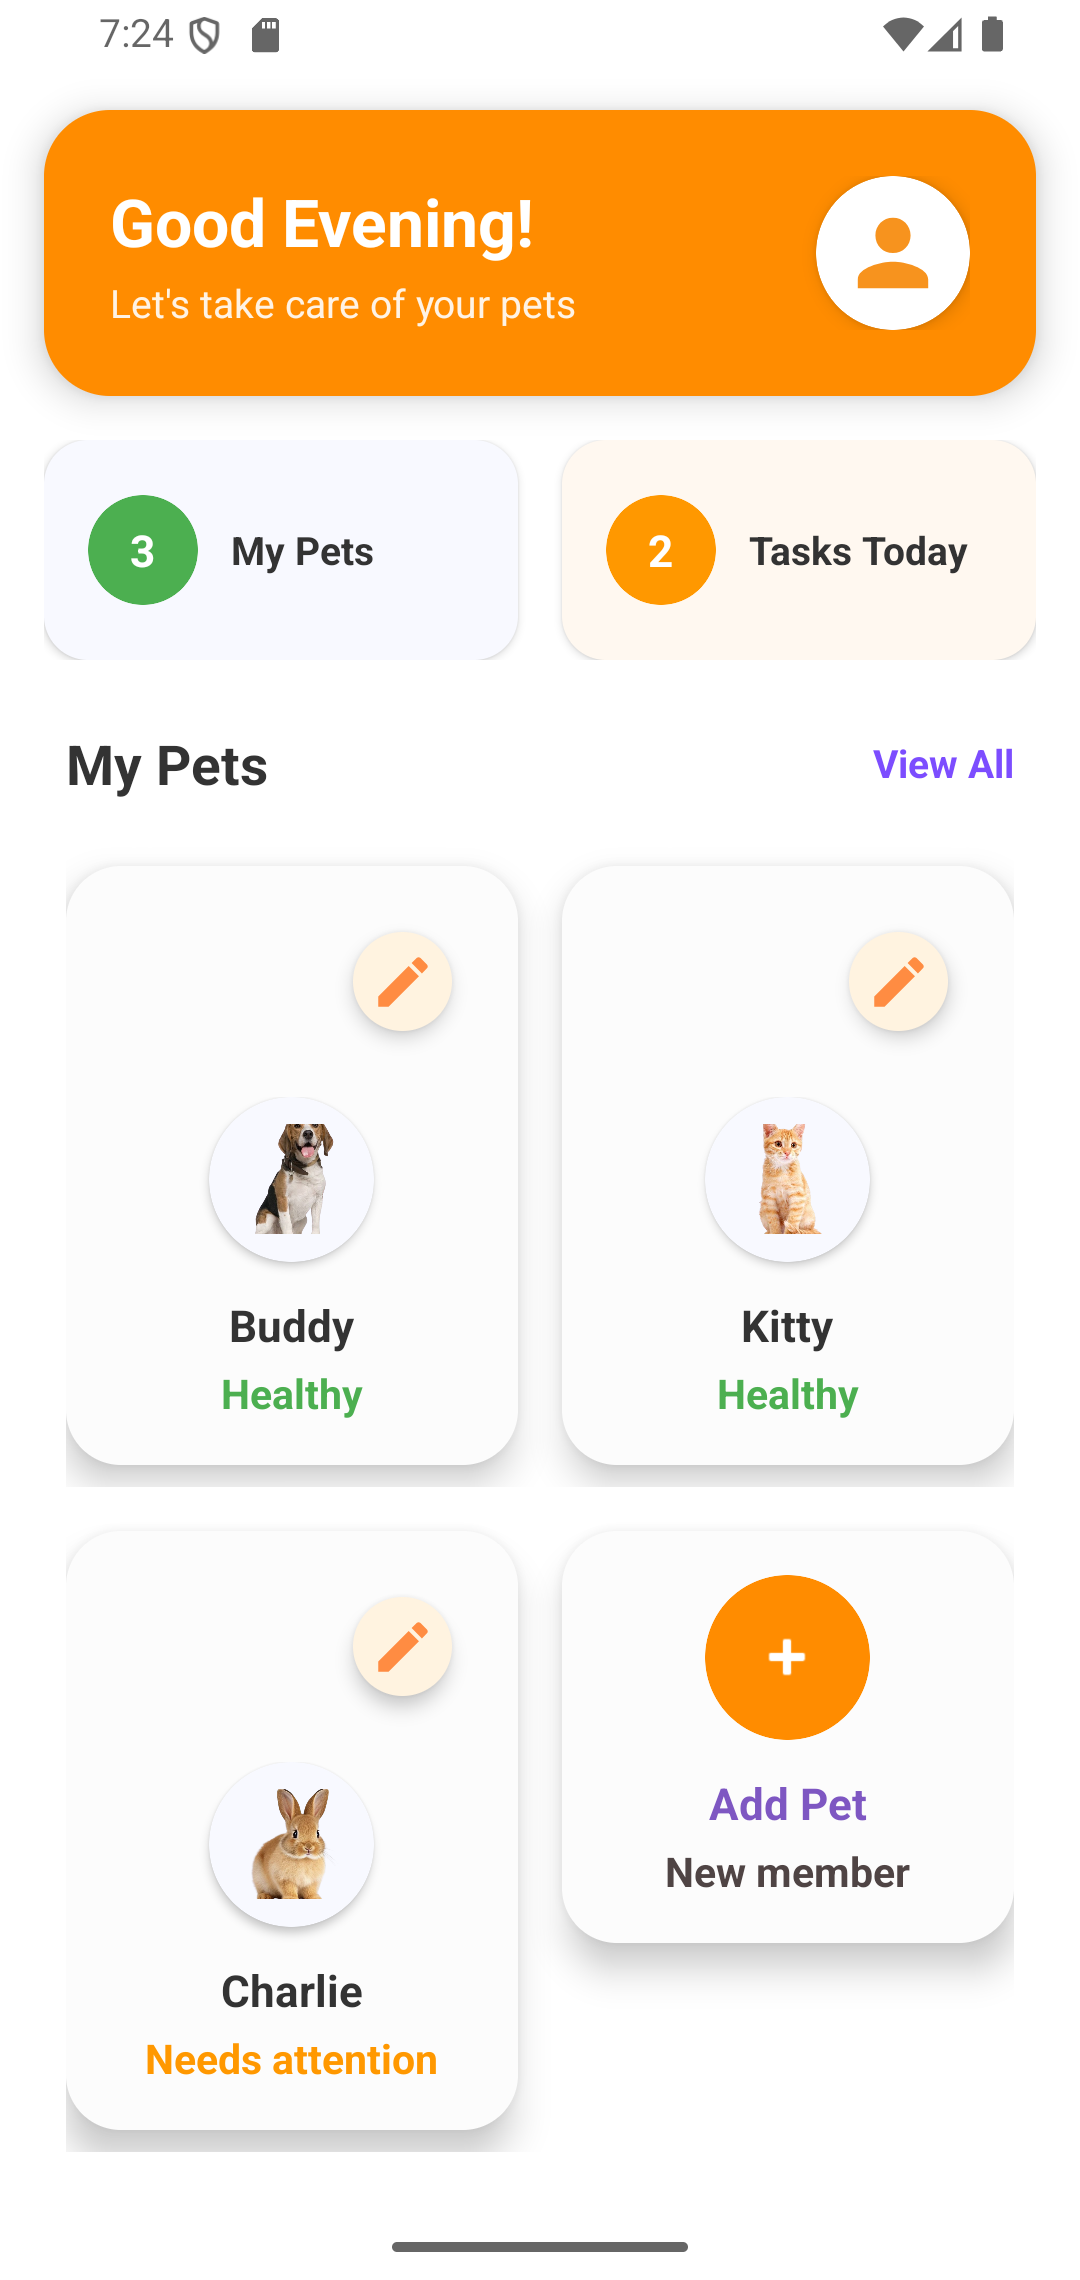 7:24
Good Evening!
Let's take care of your pets
3 My Pets
2 Tasks Today
My Pets
View All
Buddy
Healthy
Kitty
Healthy
Charlie
Needs attention
+
Add Pet
New member